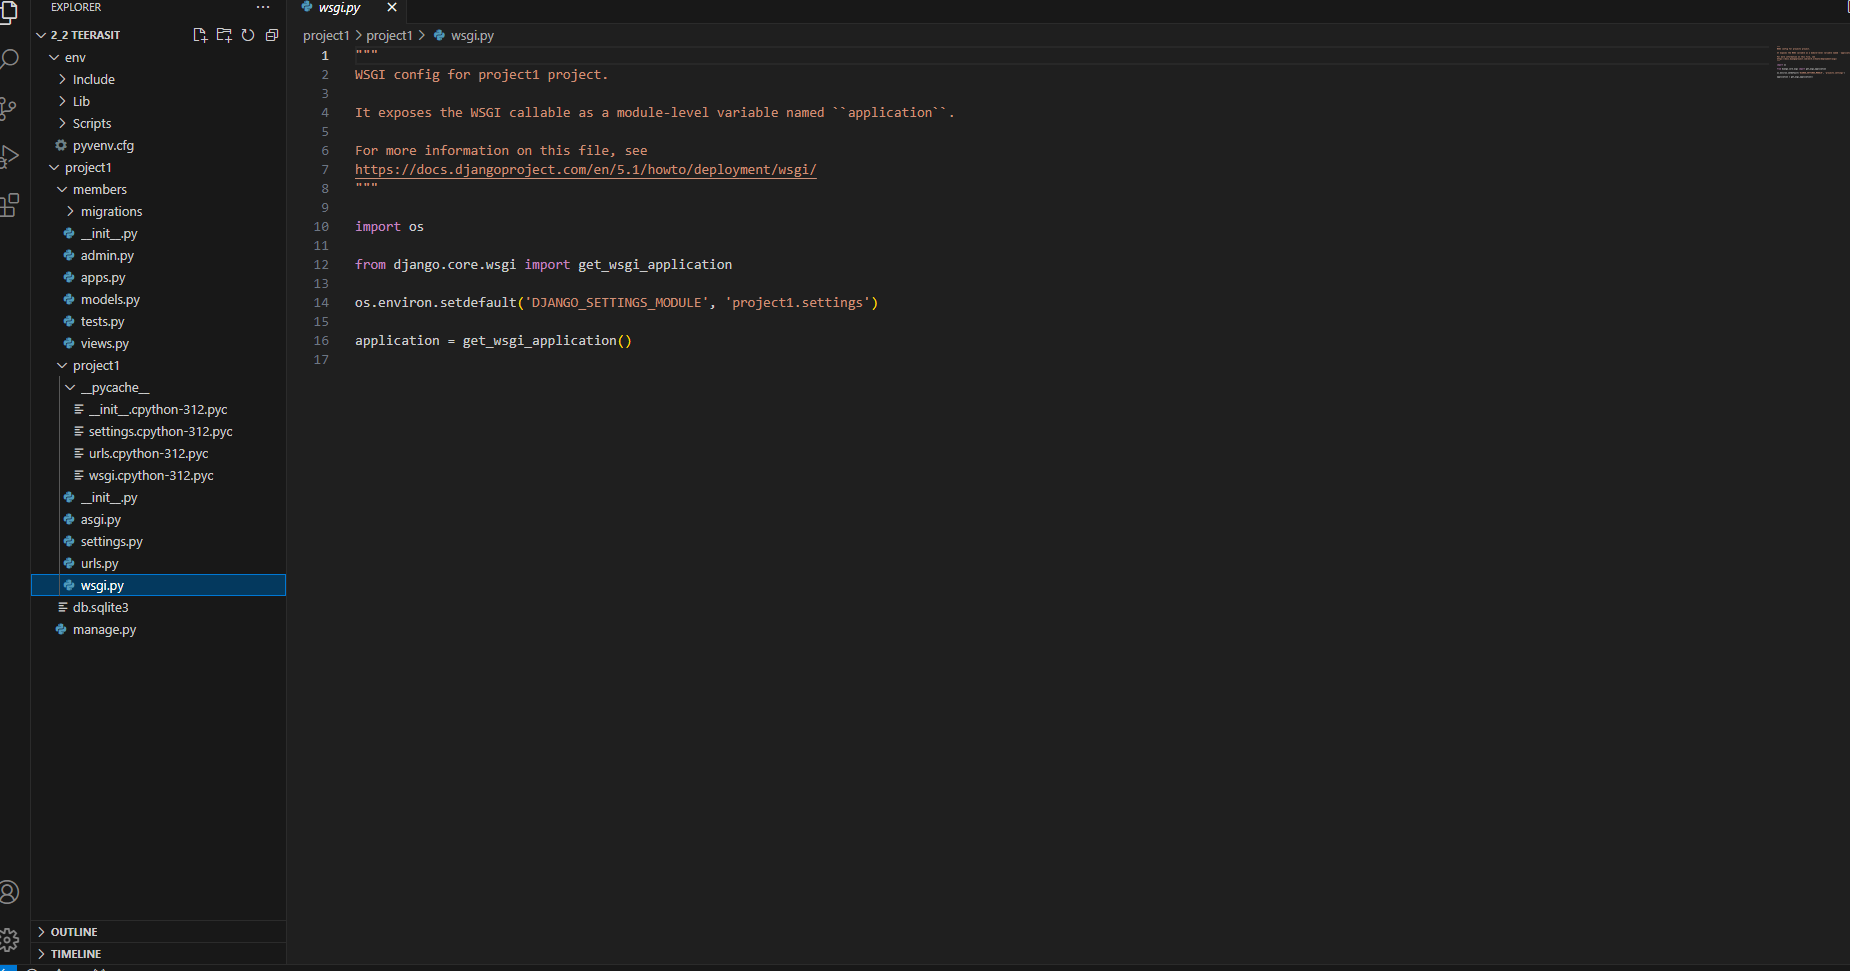 EXPLORER
2_2 TEERASIT
env
Include
Lib
Scripts
pyvenv.cfg
project1
members
migrations
__init__.py
admin.py
apps.py
models.py
tests.py
views.py
project1
__pycache__
__init__.cpython-312.pyc
settings.cpython-312.pyc
urls.cpython-312.pyc
wsgi.cpython-312.pyc
__init__.py
asgi.py
settings.py
urls.py
wsgi.py
db.sqlite3
manage.py
OUTLINE
TIMELINE
wsgi.py
project1 > project1 > wsgi.py
1 """
2 WSGI config for project1 project.
3
4 It exposes the WSGI callable as a module-level variable named ``application``.
5
6 For more information on this file, see
7 https://docs.djangoproject.com/en/5.1/howto/deployment/wsgi/
8 """
9
10 import os
11
12 from django.core.wsgi import get_wsgi_application
13
14 os.environ.setdefault('DJANGO_SETTINGS_MODULE', 'project1.settings')
15
16 application = get_wsgi_application()
17